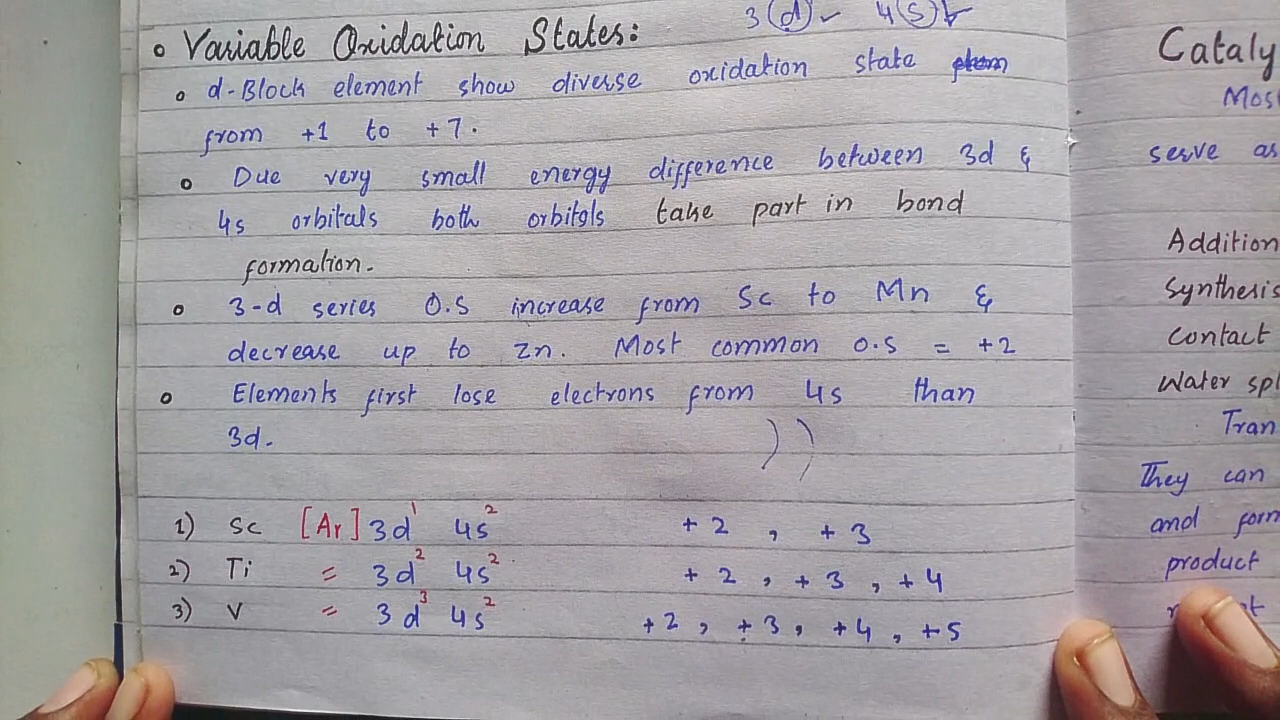 3(d) 4(s)
• Variable Oxidation States:
• d-Block element show diverse oxidation state
from +1 to +7.
• Due very small energy difference between 3d &
4s orbitals both orbitals take part in bond
formation.
• 3-d series O.S increase from Sc to Mn &
decrease up to Zn. Most common O.S = +2
• Elements first lose electrons from 4s than
3d.
1) Sc [Ar] 3d¹ 4s² +2, +3
2) Ti = 3d² 4s² +2, +3, +4
3) V = 3d³ 4s² +2, +3, +4, +5
Cataly
Most
serve as
Addition
Synthesis
Contact
Water spl
Tran
They can
and form
product